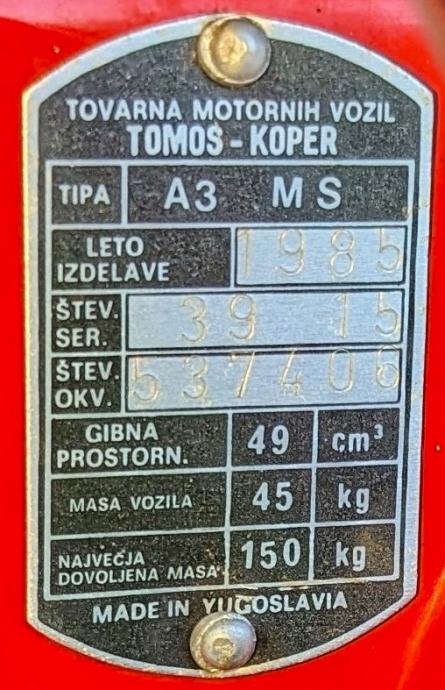 TOVARNA MOTORNIH VOZIL
TOMOS - KOPER
TIPA A3 MS
LETO IZDELAVE 1985
ŠTEV. SER. 39 15
ŠTEV. OKV. 537406
GIBNA PROSTORN. 49 cm³
MASA VOZILA 45 kg
NAJVEČJA DOVOLJENA MASA 150 kg
MADE IN YUGOSLAVIA